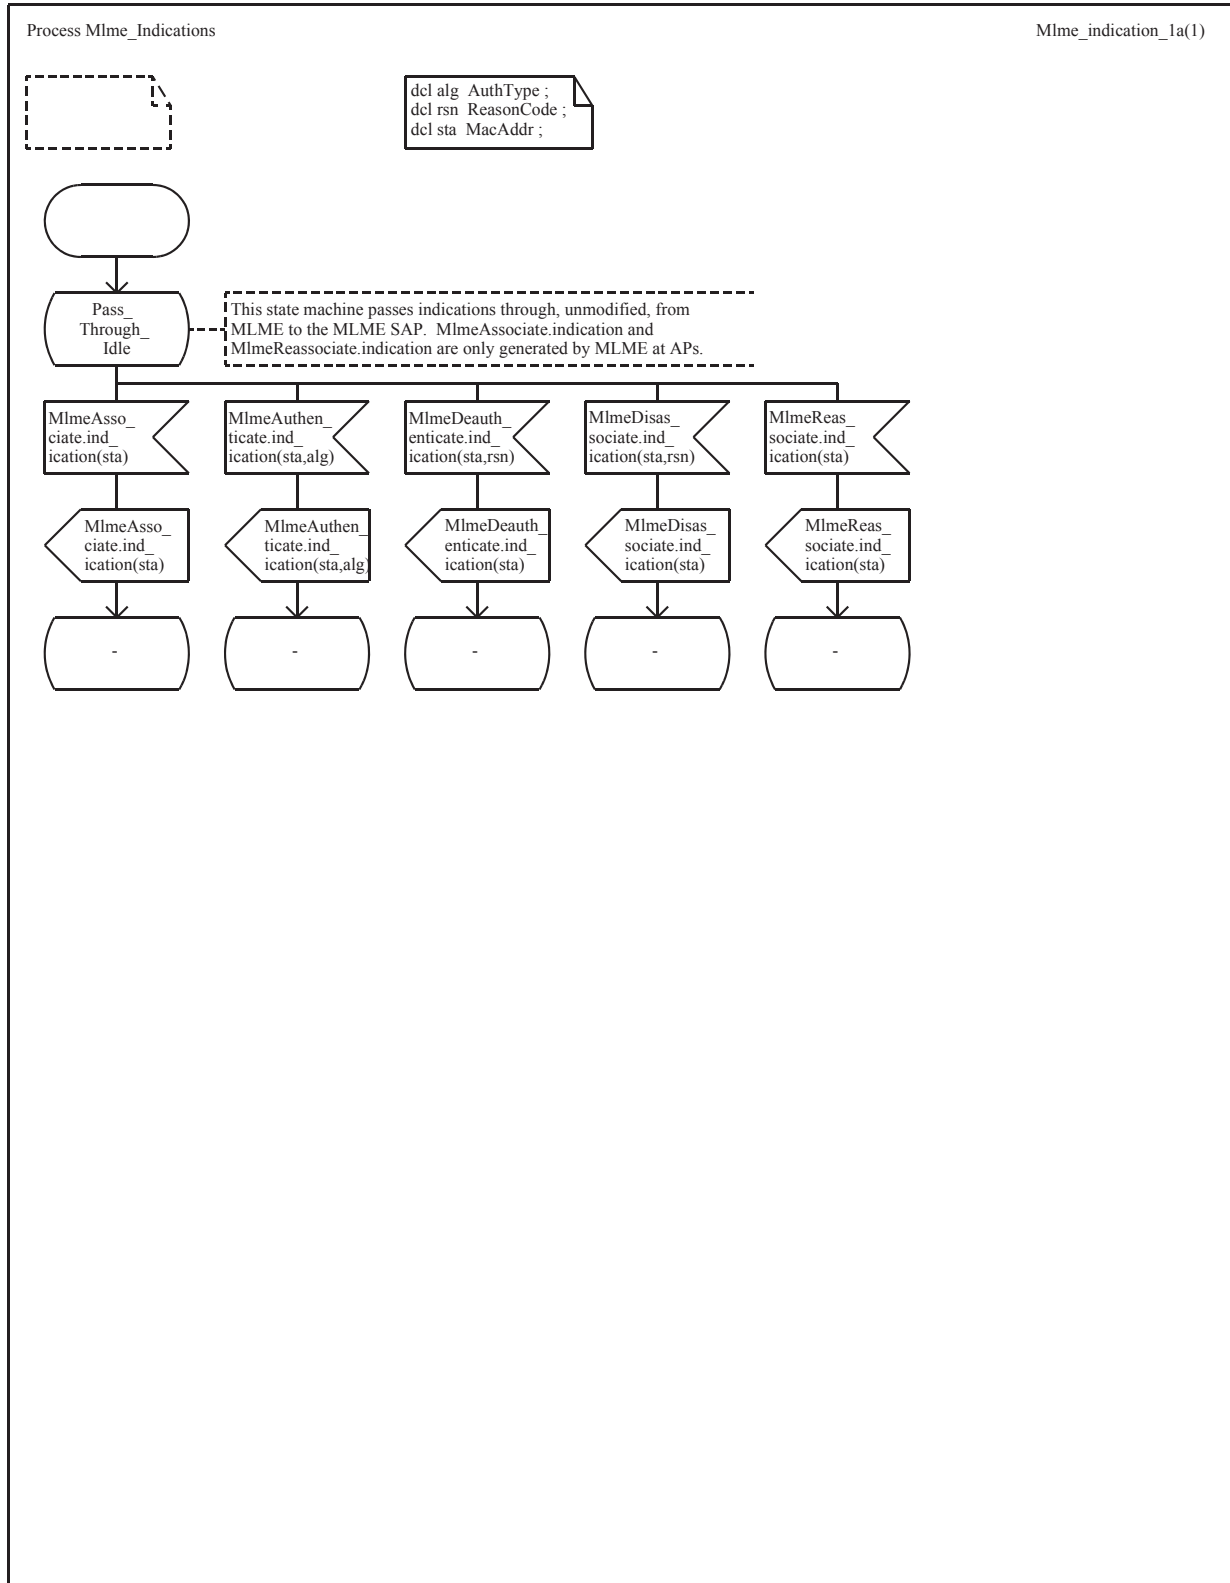 Process Mlme_Indications
Mlme_indication_1a(1)
dcl alg AuthType ;
dcl rsn ReasonCode ;
dcl sta MacAddr ;
Pass_
Through_
Idle
This state machine passes indications through, unmodified, from
MLME to the MLME SAP. MlmeAssociate.indication and
MlmeReassociate.indication are only generated by MLME at APs.
MlmeAsso_
ciate.ind_
ication(sta)
MlmeAuthen_
ticate.ind_
ication(sta,alg)
MlmeDeauth_
enticate.ind_
ication(sta,rsn)
MlmeDisas_
sociate.ind_
ication(sta,rsn)
MlmeReas_
sociate.ind_
ication(sta)
MlmeAsso_
ciate.ind_
ication(sta)
MlmeAuthen_
ticate.ind_
ication(sta,alg)
MlmeDeauth_
enticate.ind_
ication(sta)
MlmeDisas_
sociate.ind_
ication(sta)
MlmeReas_
sociate.ind_
ication(sta)
-
-
-
-
-